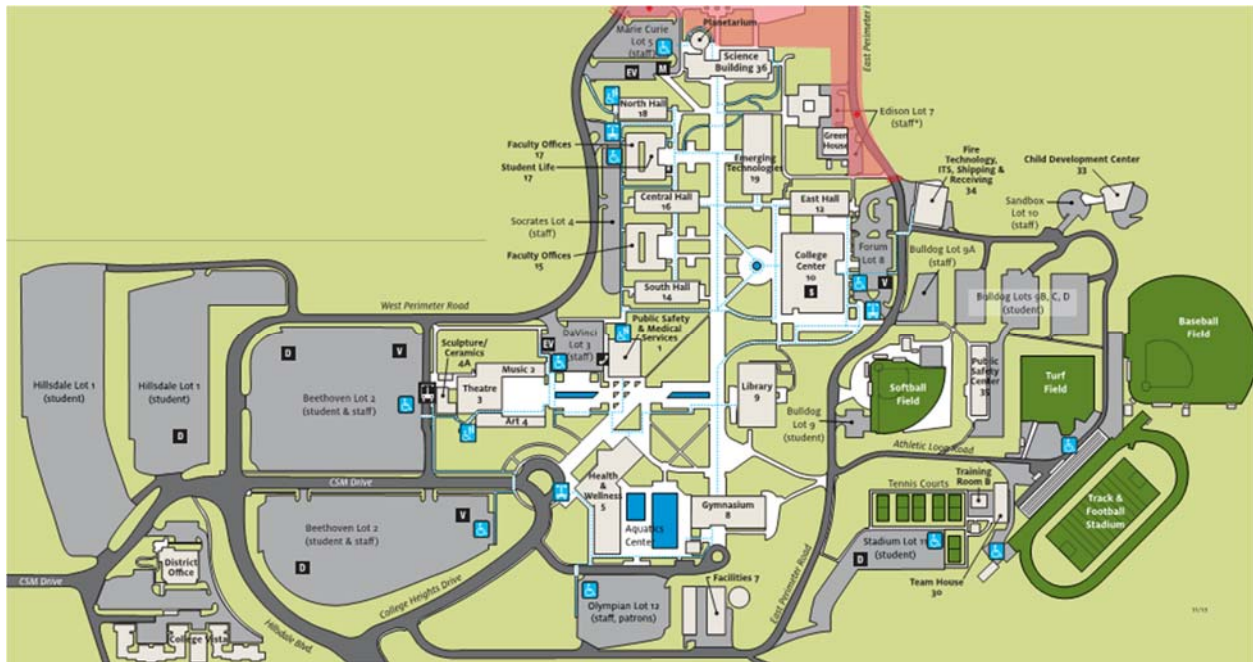 Marie Curie
Lot 5
(staff)
Planetarium
East Perimeter
Science
Building 36
EV
M
North Hall
18
Edison Lot 7
(staff*)
Green
House
Faculty Offices
17
Student Life
17
Emerging
Technologies
19
Fire
Technology,
ITS, Shipping &
Receiving
34
Child Development Center
33
Central Hall
16
East Hall
12
Sandbox
Lot 10
(staff)
Socrates Lot 4
(staff)
Faculty Offices
15
College
Center
10
S
Forum
Lot 8
V
Bulldog Lot 9A
(staff)
South Hall
14
Bulldog Lots 9B, C, D
(student)
West Perimeter Road
Baseball
Field
Public Safety
& Medical
Services
1
DaVinci
Lot 3
(staff)
EV
Sculpture/
Ceramics
4A
Music 2
Theatre
3
Art 4
D
V
Hillsdale Lot 1
(student)
Hillsdale Lot 1
(student)
D
Beethoven Lot 2
(student & staff)
Library
9
Softball
Field
Public
Safety
Center
35
Turf
Field
Bulldog
Lot 9
(student)
Athletic Loop Road
CSM Drive
Health
&
Wellness
5
Gymnasium
8
Aquatics
Center
Tennis Courts
Training
Room B
Track &
Football
Stadium
Beethoven Lot 2
(student & staff)
V
D
District
Office
Stadium Lot 11
(student)
D
Team House
30
CSM Drive
College Heights Drive
Facilities 7
Olympian Lot 12
(staff, patrons)
East Perimeter Road
College Vista
Hillsdale Blvd.